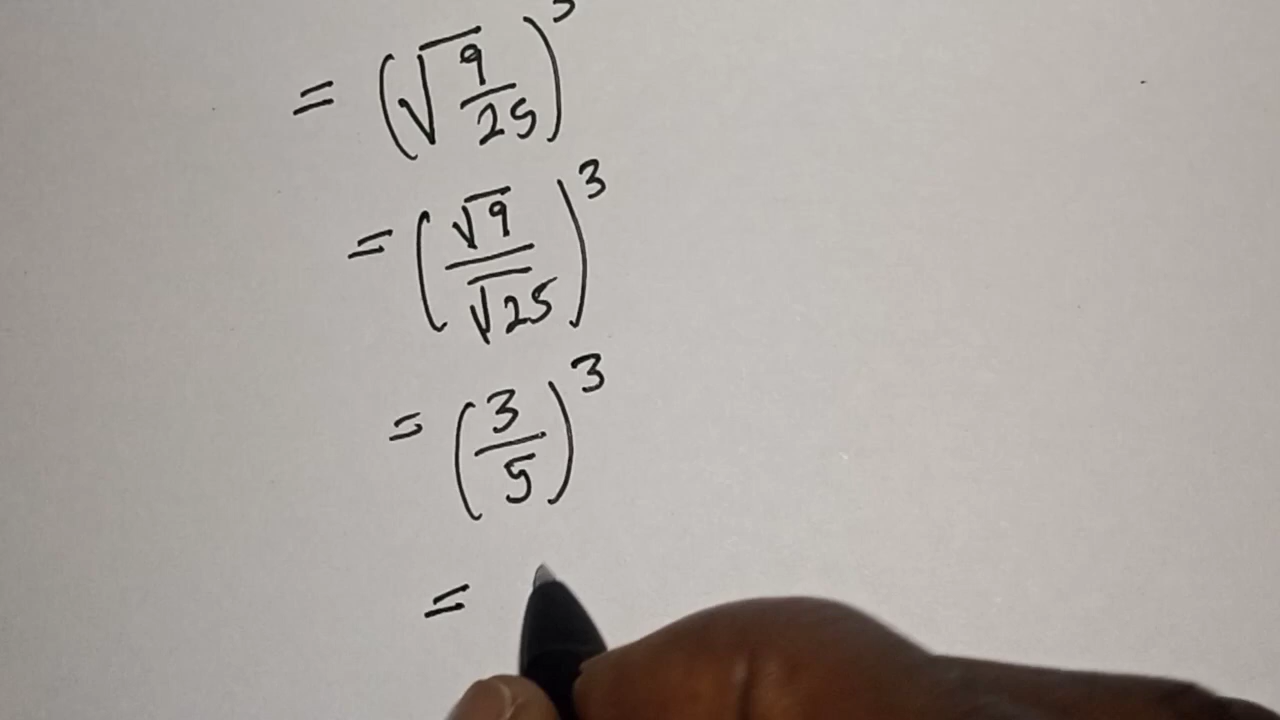 = (√9/25)³
= (√9/√25)³
= (3/5)³
=